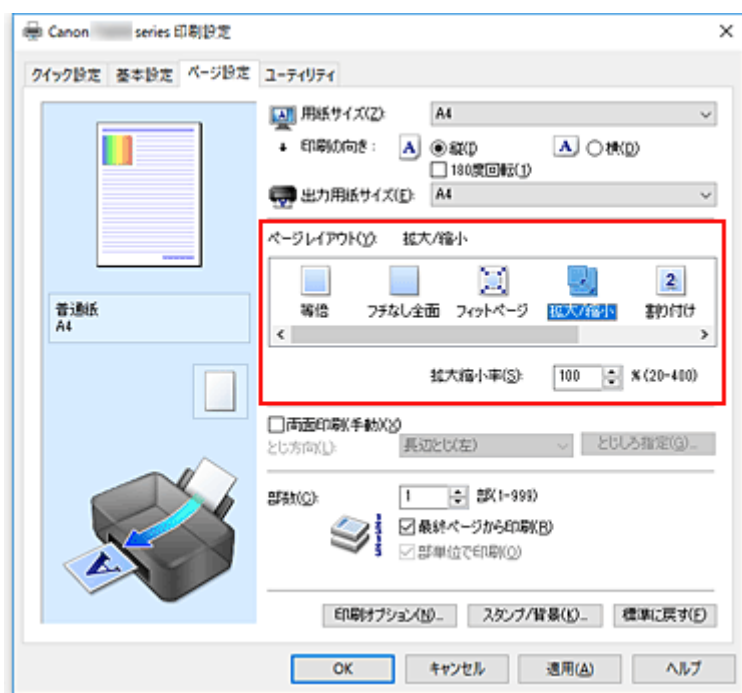 Canon series 印刷設定
クイック設定 基本設定 ページ設定 ユーティリティ
用紙サイズ(Z): A4
印刷の向き: A 縦(I) A 横(D)
180度回転(1)
出力用紙サイズ(E): A4
ページレイアウト(Y): 拡大/縮小
等倍 フチなし全面 フィットページ 拡大/縮小 2 割り付け
拡大縮小率(S): 100 % (20-400)
普通紙
A4
両面印刷(手動)(X)
とじ方向(L): 長辺とじ(左) とじしろ指定(G)...
部数(C): 1 部(1-999)
最終ページから印刷(R)
部単位で印刷(O)
A
印刷オプション(N)... スタンプ/背景(K)... 標準に戻す(F)
OK キャンセル 適用(A) ヘルプ